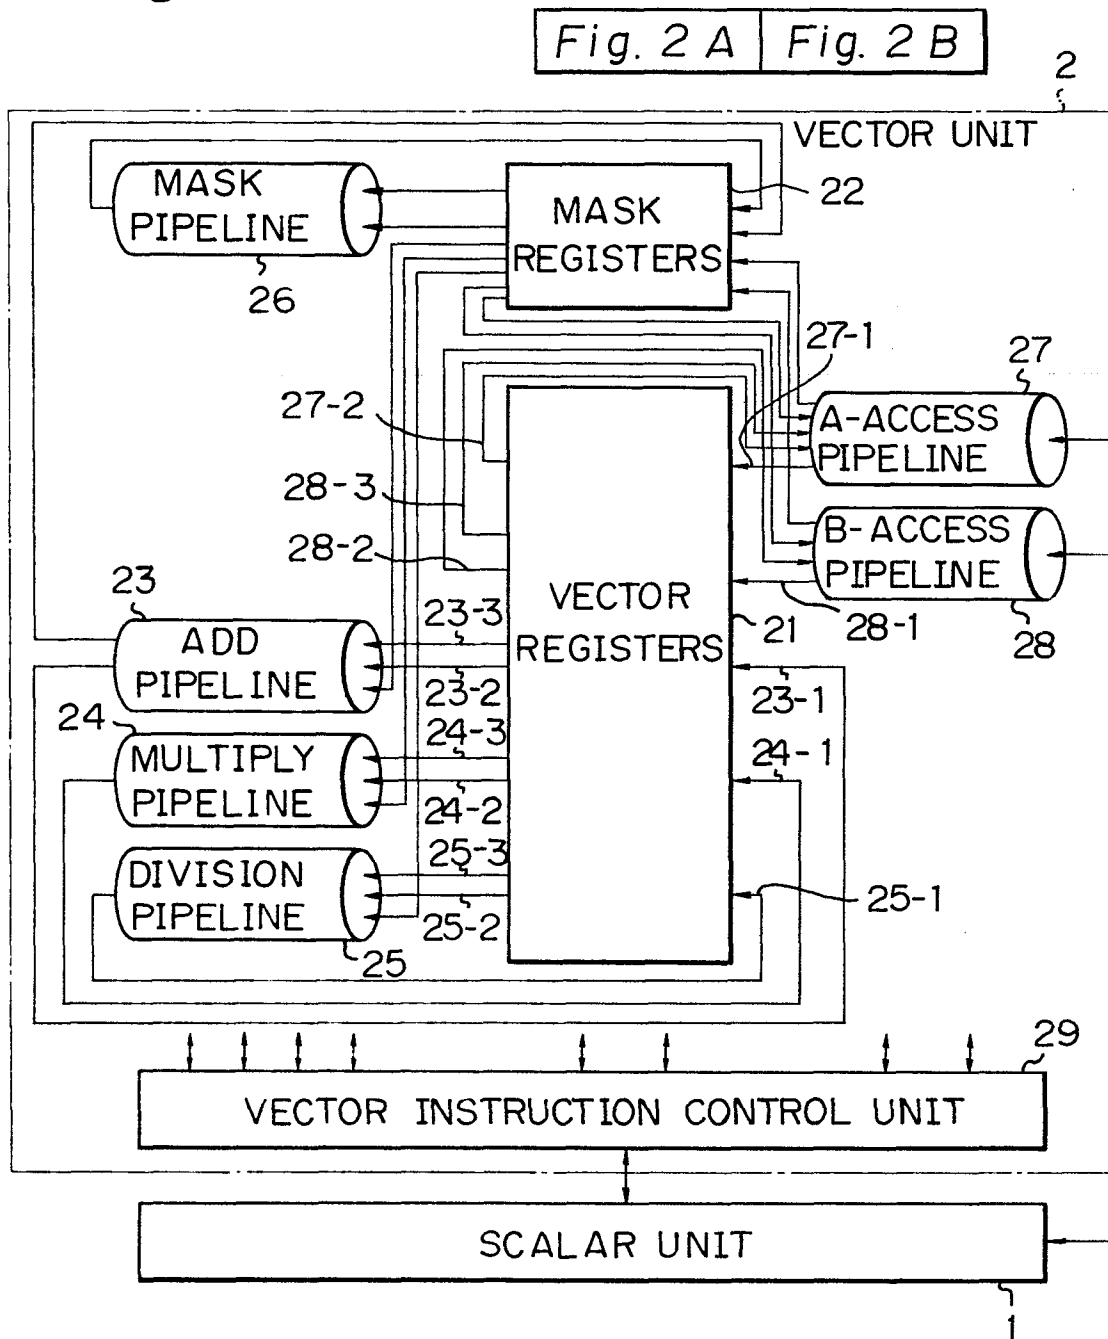 Fig. 2 A
Fig. 2 B
2
VECTOR UNIT
MASK
PIPELINE
26
MASK
REGISTERS
22
27-1
27
27-2
A-ACCESS
PIPELINE
28-3
28-2
B-ACCESS
PIPELINE
28
28-1
21
VECTOR
REGISTERS
23
ADD
PIPELINE
23-3
23-2
23-1
24
MULTIPLY
PIPELINE
24-3
24-2
24-1
DIVISION
PIPELINE
25
25-3
25-2
25-1
29
VECTOR INSTRUCTION CONTROL UNIT
SCALAR UNIT
1